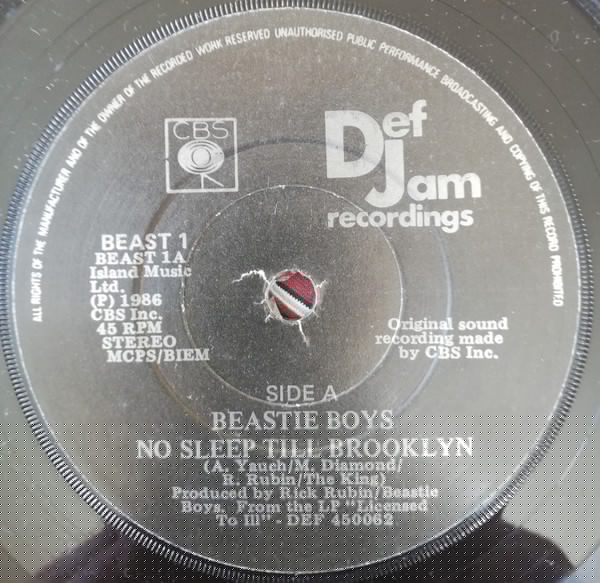 ALL RIGHTS OF THE MANUFACTURER AND OF THE OWNER OF THE RECORDED WORK RESERVED UNAUTHORISED PUBLIC PERFORMANCE BROADCASTING AND COPYING OF THIS RECORD PROHIBITED
CBS
Def
Jam
recordings
BEAST 1
BEAST 1A
Island Music
Ltd.
(P) 1986
CBS Inc.
45 RPM
STEREO
MCPS/BIEM
Original sound
recording made
by CBS Inc.
SIDE A
BEASTIE BOYS
NO SLEEP TILL BROOKLYN
(A. Yauch/M. Diamond/
R. Rubin/The King)
Produced by Rick Rubin/Beastie
Boys. From the LP "Licensed
To Ill" - DEF 450062